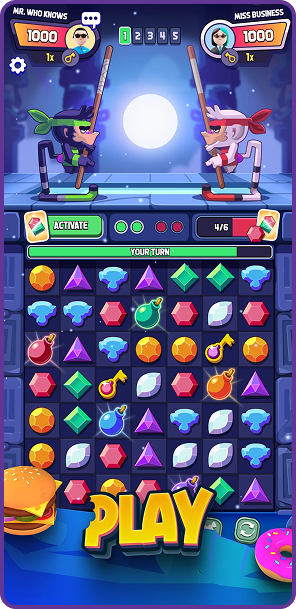 MR. WHO KNOWS
MISS BUSINESS
1000
1 2 3 4 5
1000
1x
1x
ACTIVATE
4/6
YOUR TURN
PLAY